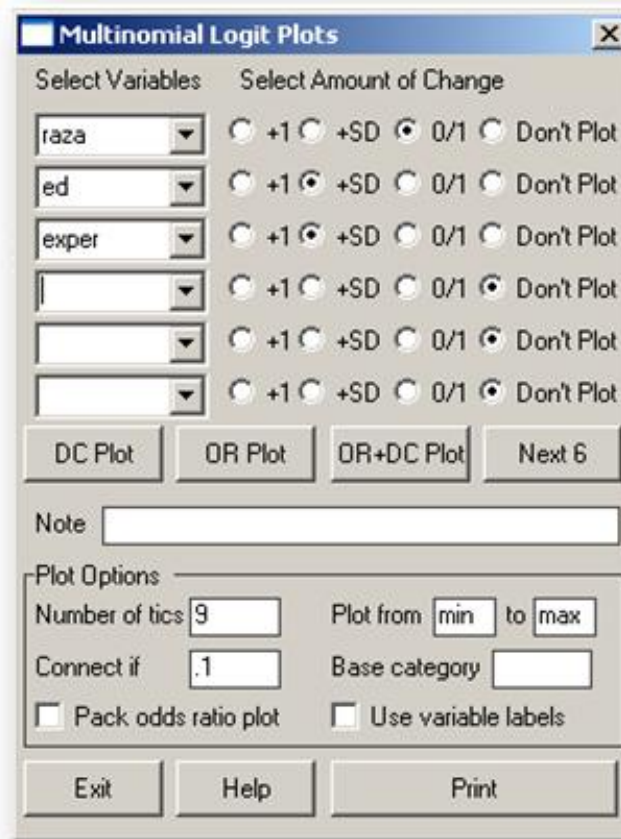 Multinomial Logit Plots
Select Variables Select Amount of Change
raza +1 +SD 0/1 Don't Plot
ed +1 +SD 0/1 Don't Plot
exper +1 +SD 0/1 Don't Plot
+1 +SD 0/1 Don't Plot
+1 +SD 0/1 Don't Plot
+1 +SD 0/1 Don't Plot
DC Plot OR Plot OR+DC Plot Next 6
Note
Plot Options
Number of tics 9 Plot from min to max
Connect if .1 Base category
Pack odds ratio plot Use variable labels
Exit Help Print